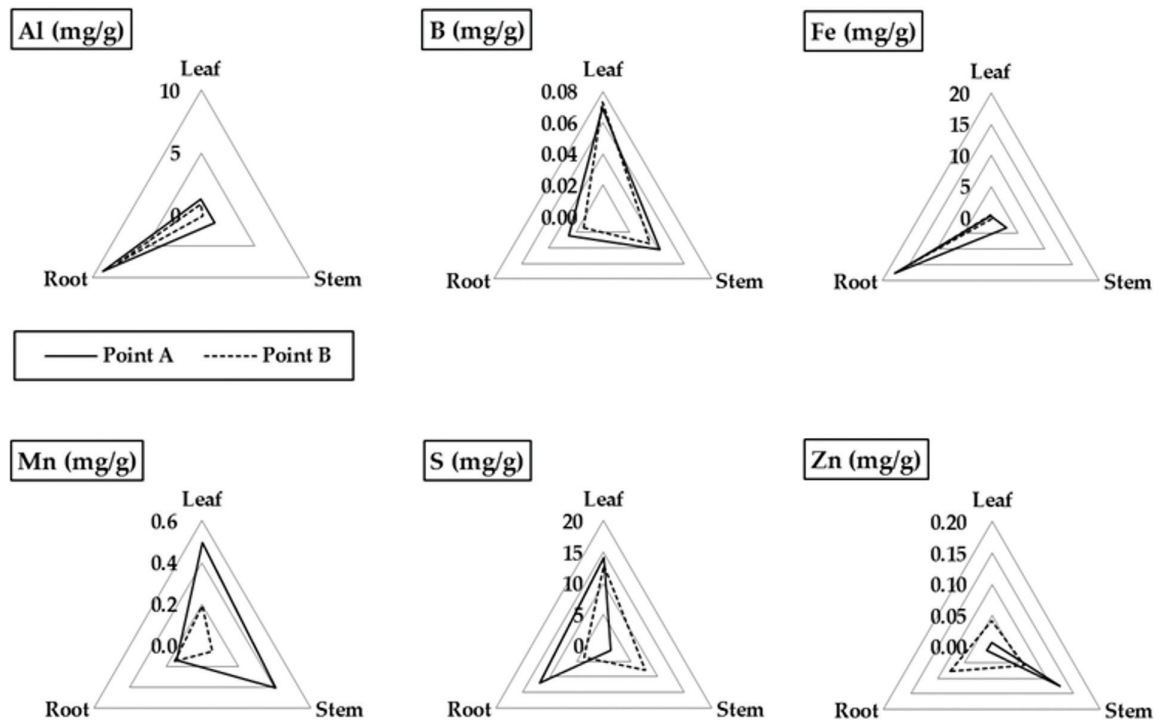 Al (mg/g)
Leaf
10
5
0
Root
Stem
B (mg/g)
Leaf
0.08
0.06
0.04
0.02
0.00
Root
Stem
Fe (mg/g)
Leaf
20
15
10
5
0
Root
Stem
Point A
Point B
Mn (mg/g)
Leaf
0.6
0.4
0.2
0.0
Root
Stem
S (mg/g)
Leaf
20
15
10
5
0
Root
Stem
Zn (mg/g)
Leaf
0.20
0.15
0.10
0.05
0.00
Root
Stem